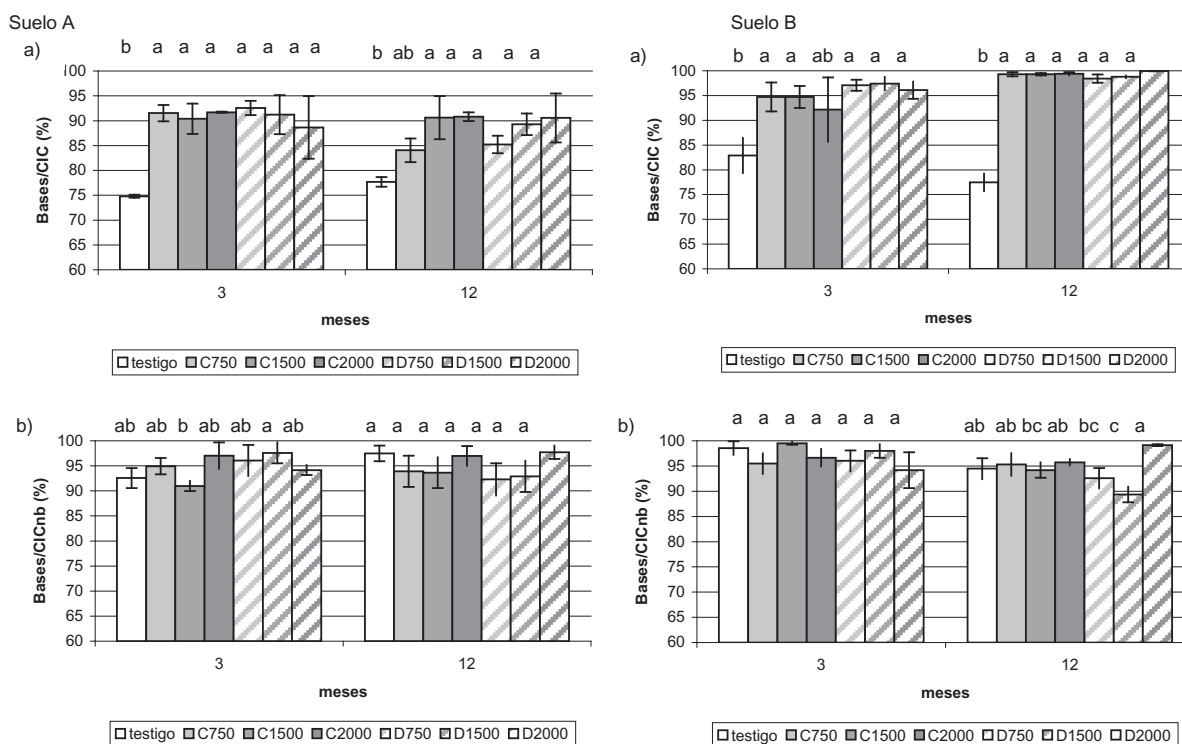 Suelo A
a)
b a a a a a a a
b ab a a a a a
100
95
90
85
80
75
70
65
60
Bases/CIC (%)
3
12
meses
testigo C750 C1500 C2000 D750 D1500 D2000
Suelo B
a)
b a a ab a a a
b a a a a a a
100
95
90
85
80
75
70
65
60
Bases/CIC (%)
3
12
meses
testigo C750 C1500 C2000 D750 D1500 D2000
b)
ab ab b ab ab a ab
a a a a a a
100
95
90
85
80
75
70
65
60
Bases/CICnb (%)
3
12
meses
testigo C750 C1500 C2000 D750 D1500 D2000
b)
a a a a a a a
ab ab bc ab bc c a
100
95
90
85
80
75
70
65
60
Bases/CICnb (%)
3
12
meses
testigo C750 C1500 C2000 D750 D1500 D2000